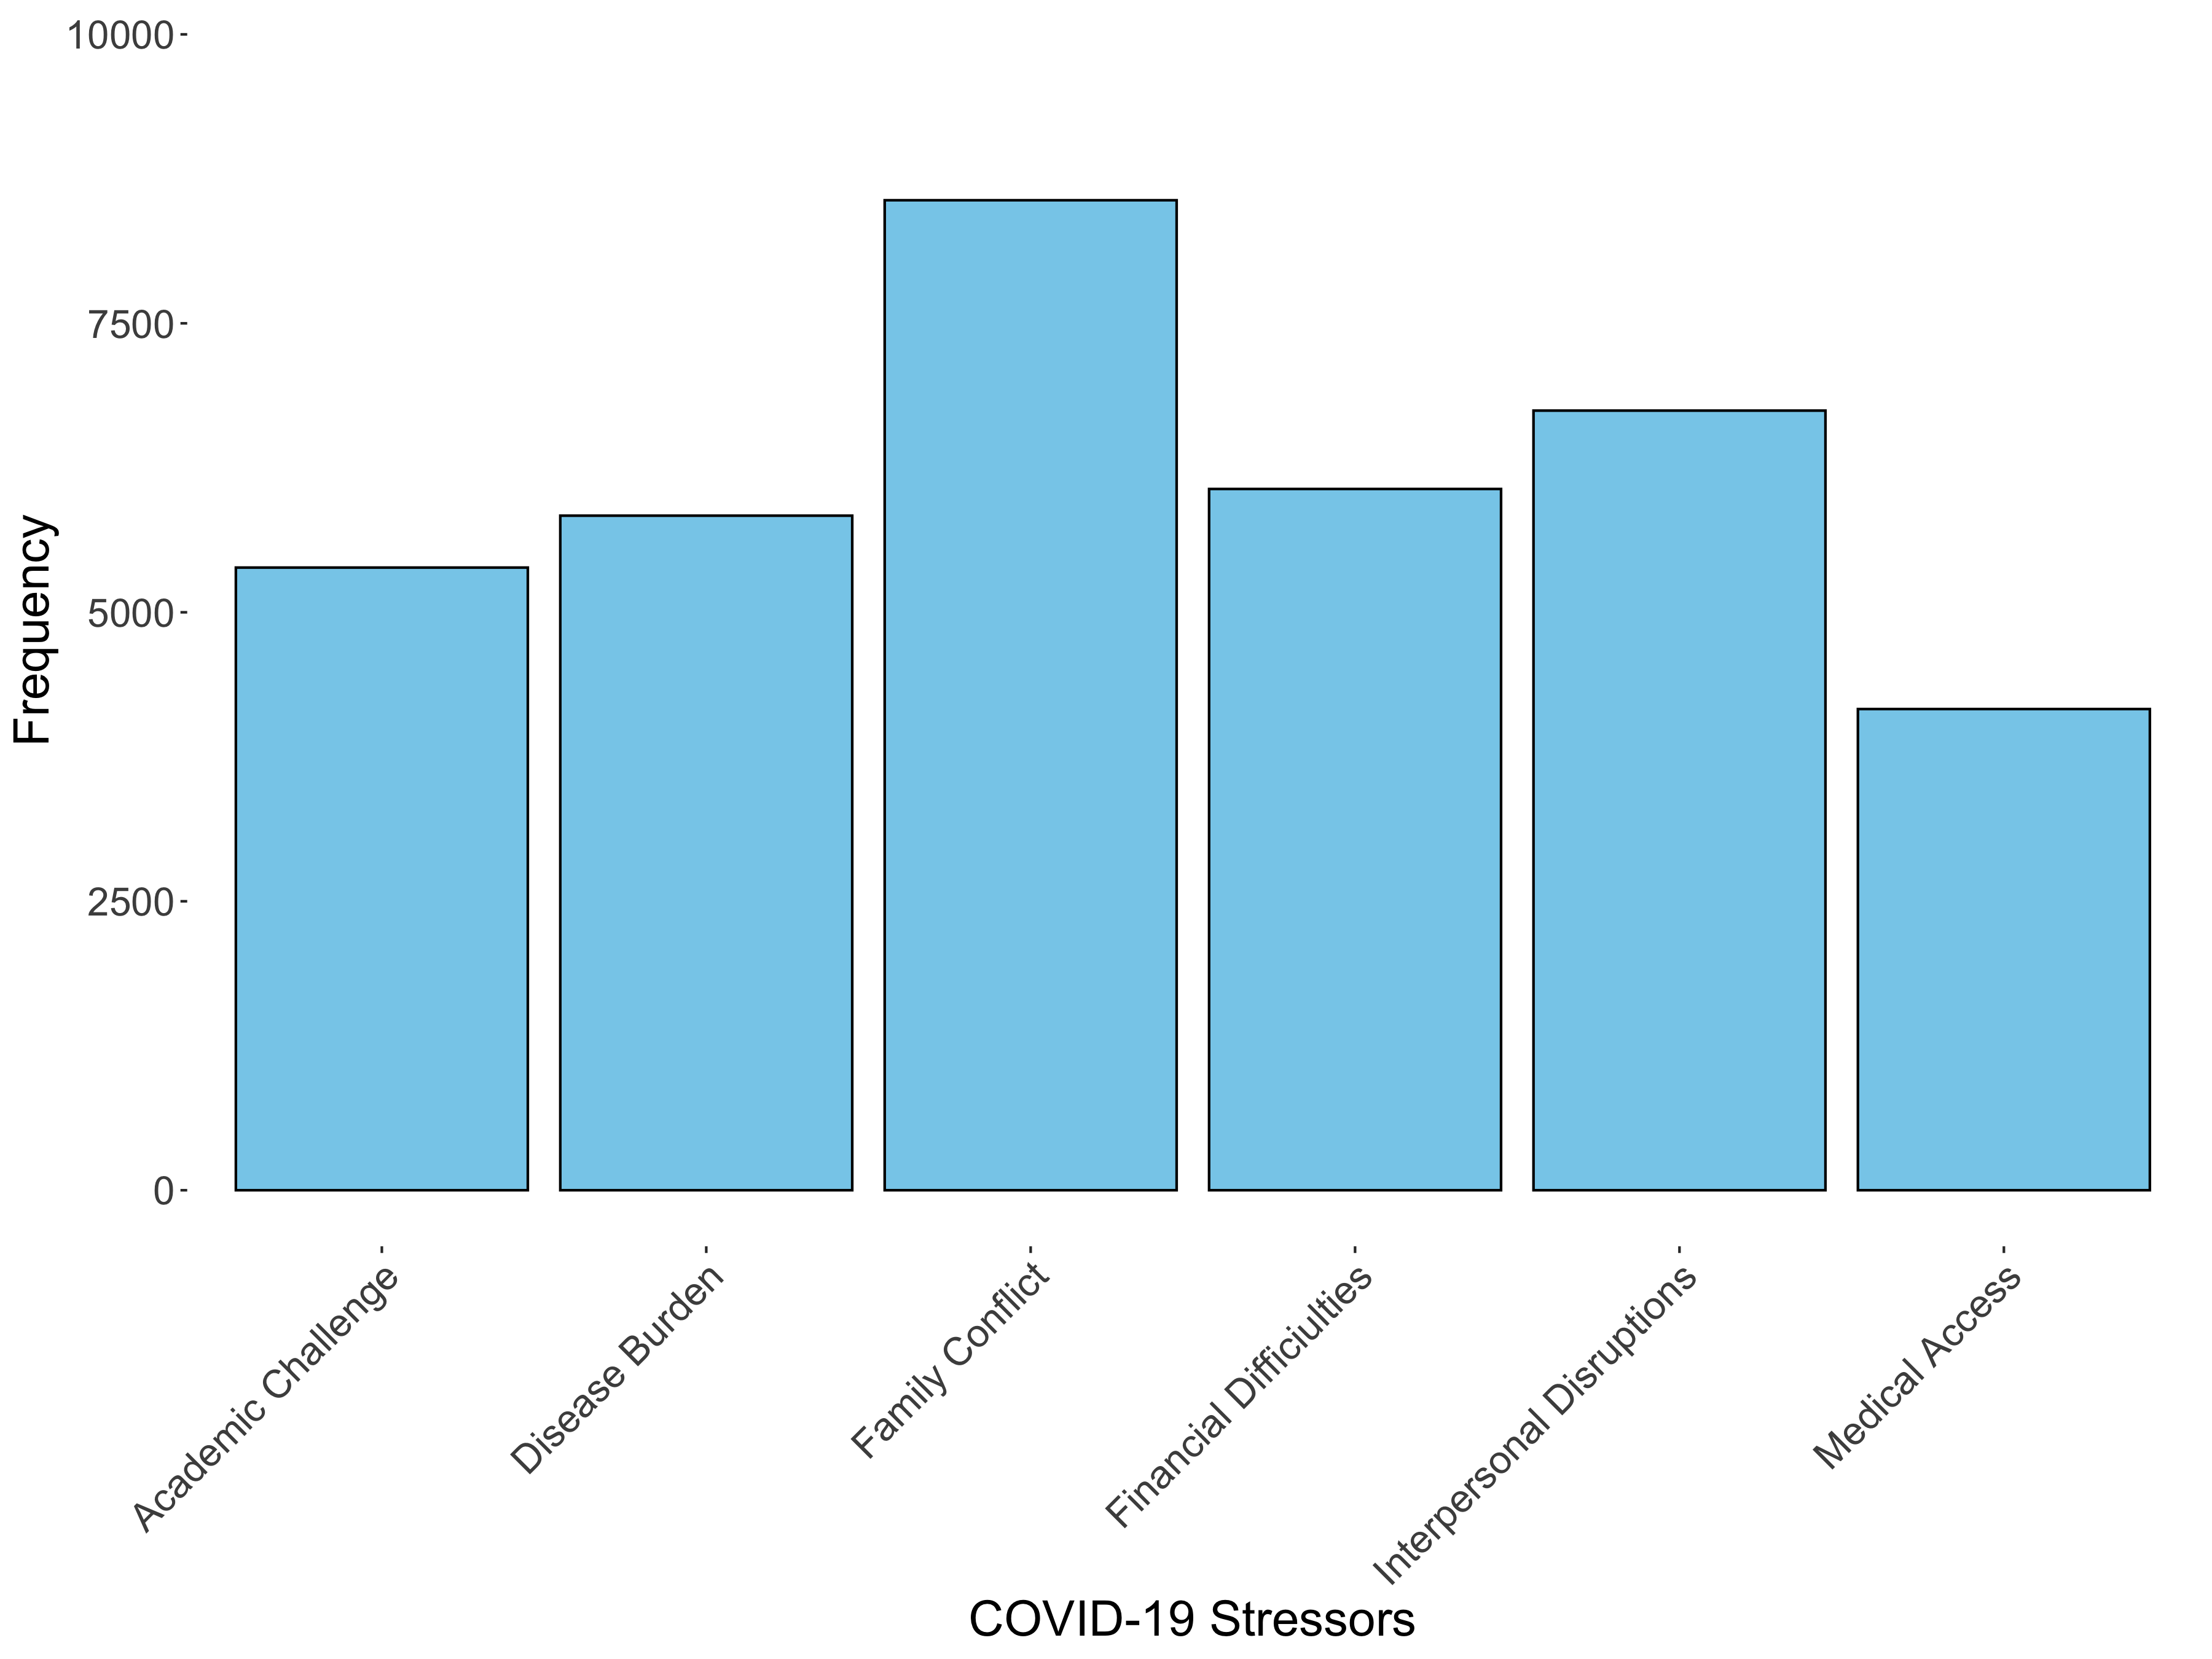 10000
7500
5000
2500
0
Frequency
Academic Challenge
Disease Burden
Family Conflict
Financial Difficiulties
Interpersonal Disruptions
Medical Access
COVID-19 Stressors